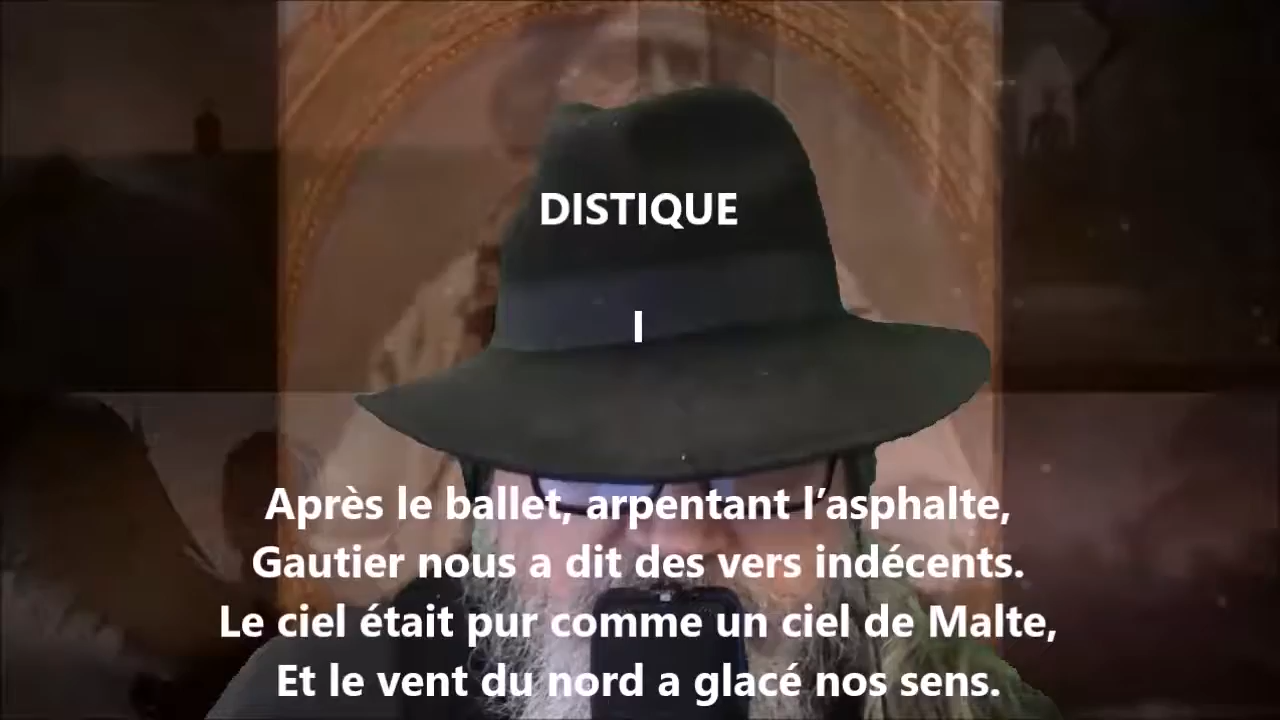 DISTIQUE
I
Après le ballet, arpentant l’asphalte,
Gautier nous a dit des vers indécents.
Le ciel était pur comme un ciel de Malte,
Et le vent du nord a glacé nos sens.